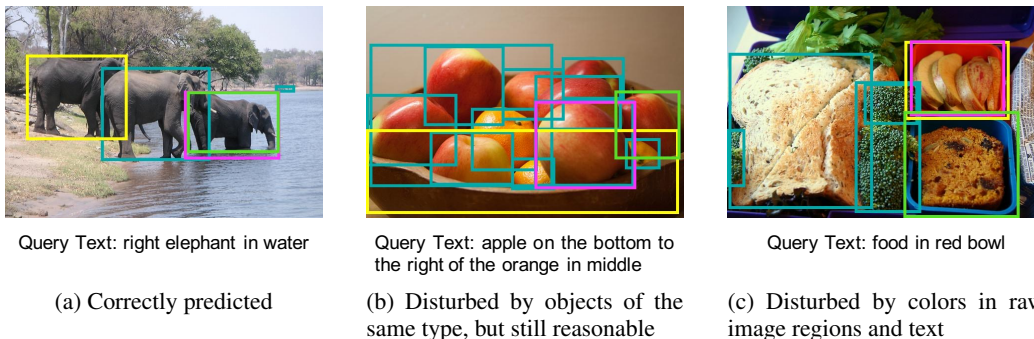 Query Text: right elephant in water
Query Text: apple on the bottom to
the right of the orange in middle
Query Text: food in red bowl
(a) Correctly predicted
(b) Disturbed by objects of the
same type, but still reasonable
(c) Disturbed by colors in raw
image regions and text